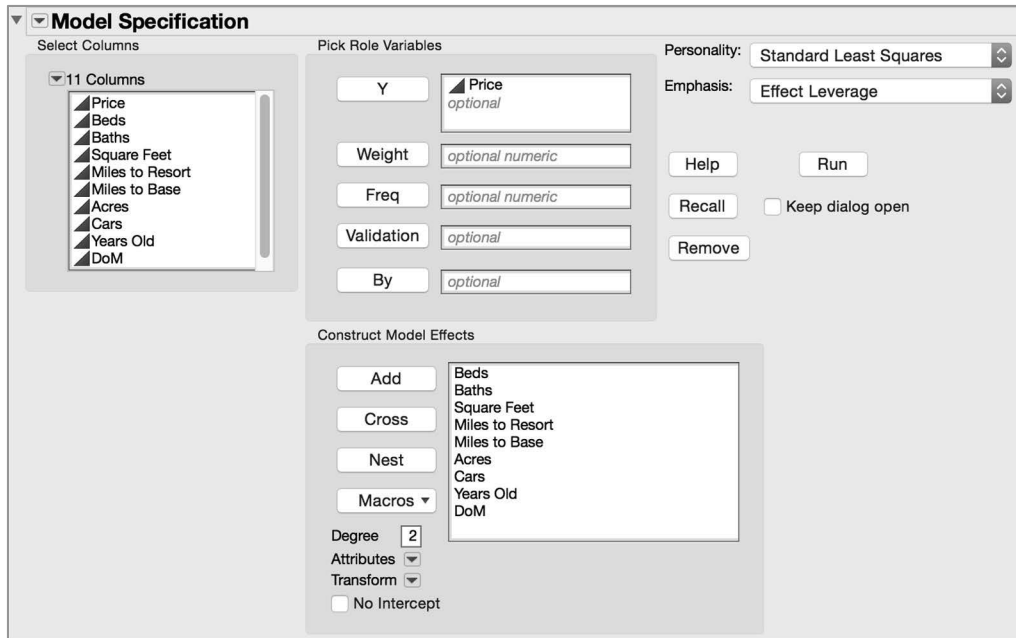 Model Specification
Select Columns
11 Columns
Price
Beds
Baths
Square Feet
Miles to Resort
Miles to Base
Acres
Cars
Years Old
DoM
Pick Role Variables
Y
Price
optional
Weight
optional numeric
Freq
optional numeric
Validation
optional
By
optional
Personality:
Standard Least Squares
Emphasis:
Effect Leverage
Help
Run
Recall
Keep dialog open
Remove
Construct Model Effects
Add
Cross
Nest
Macros
Degree 2
Attributes
Transform
No Intercept
Beds
Baths
Square Feet
Miles to Resort
Miles to Base
Acres
Cars
Years Old
DoM